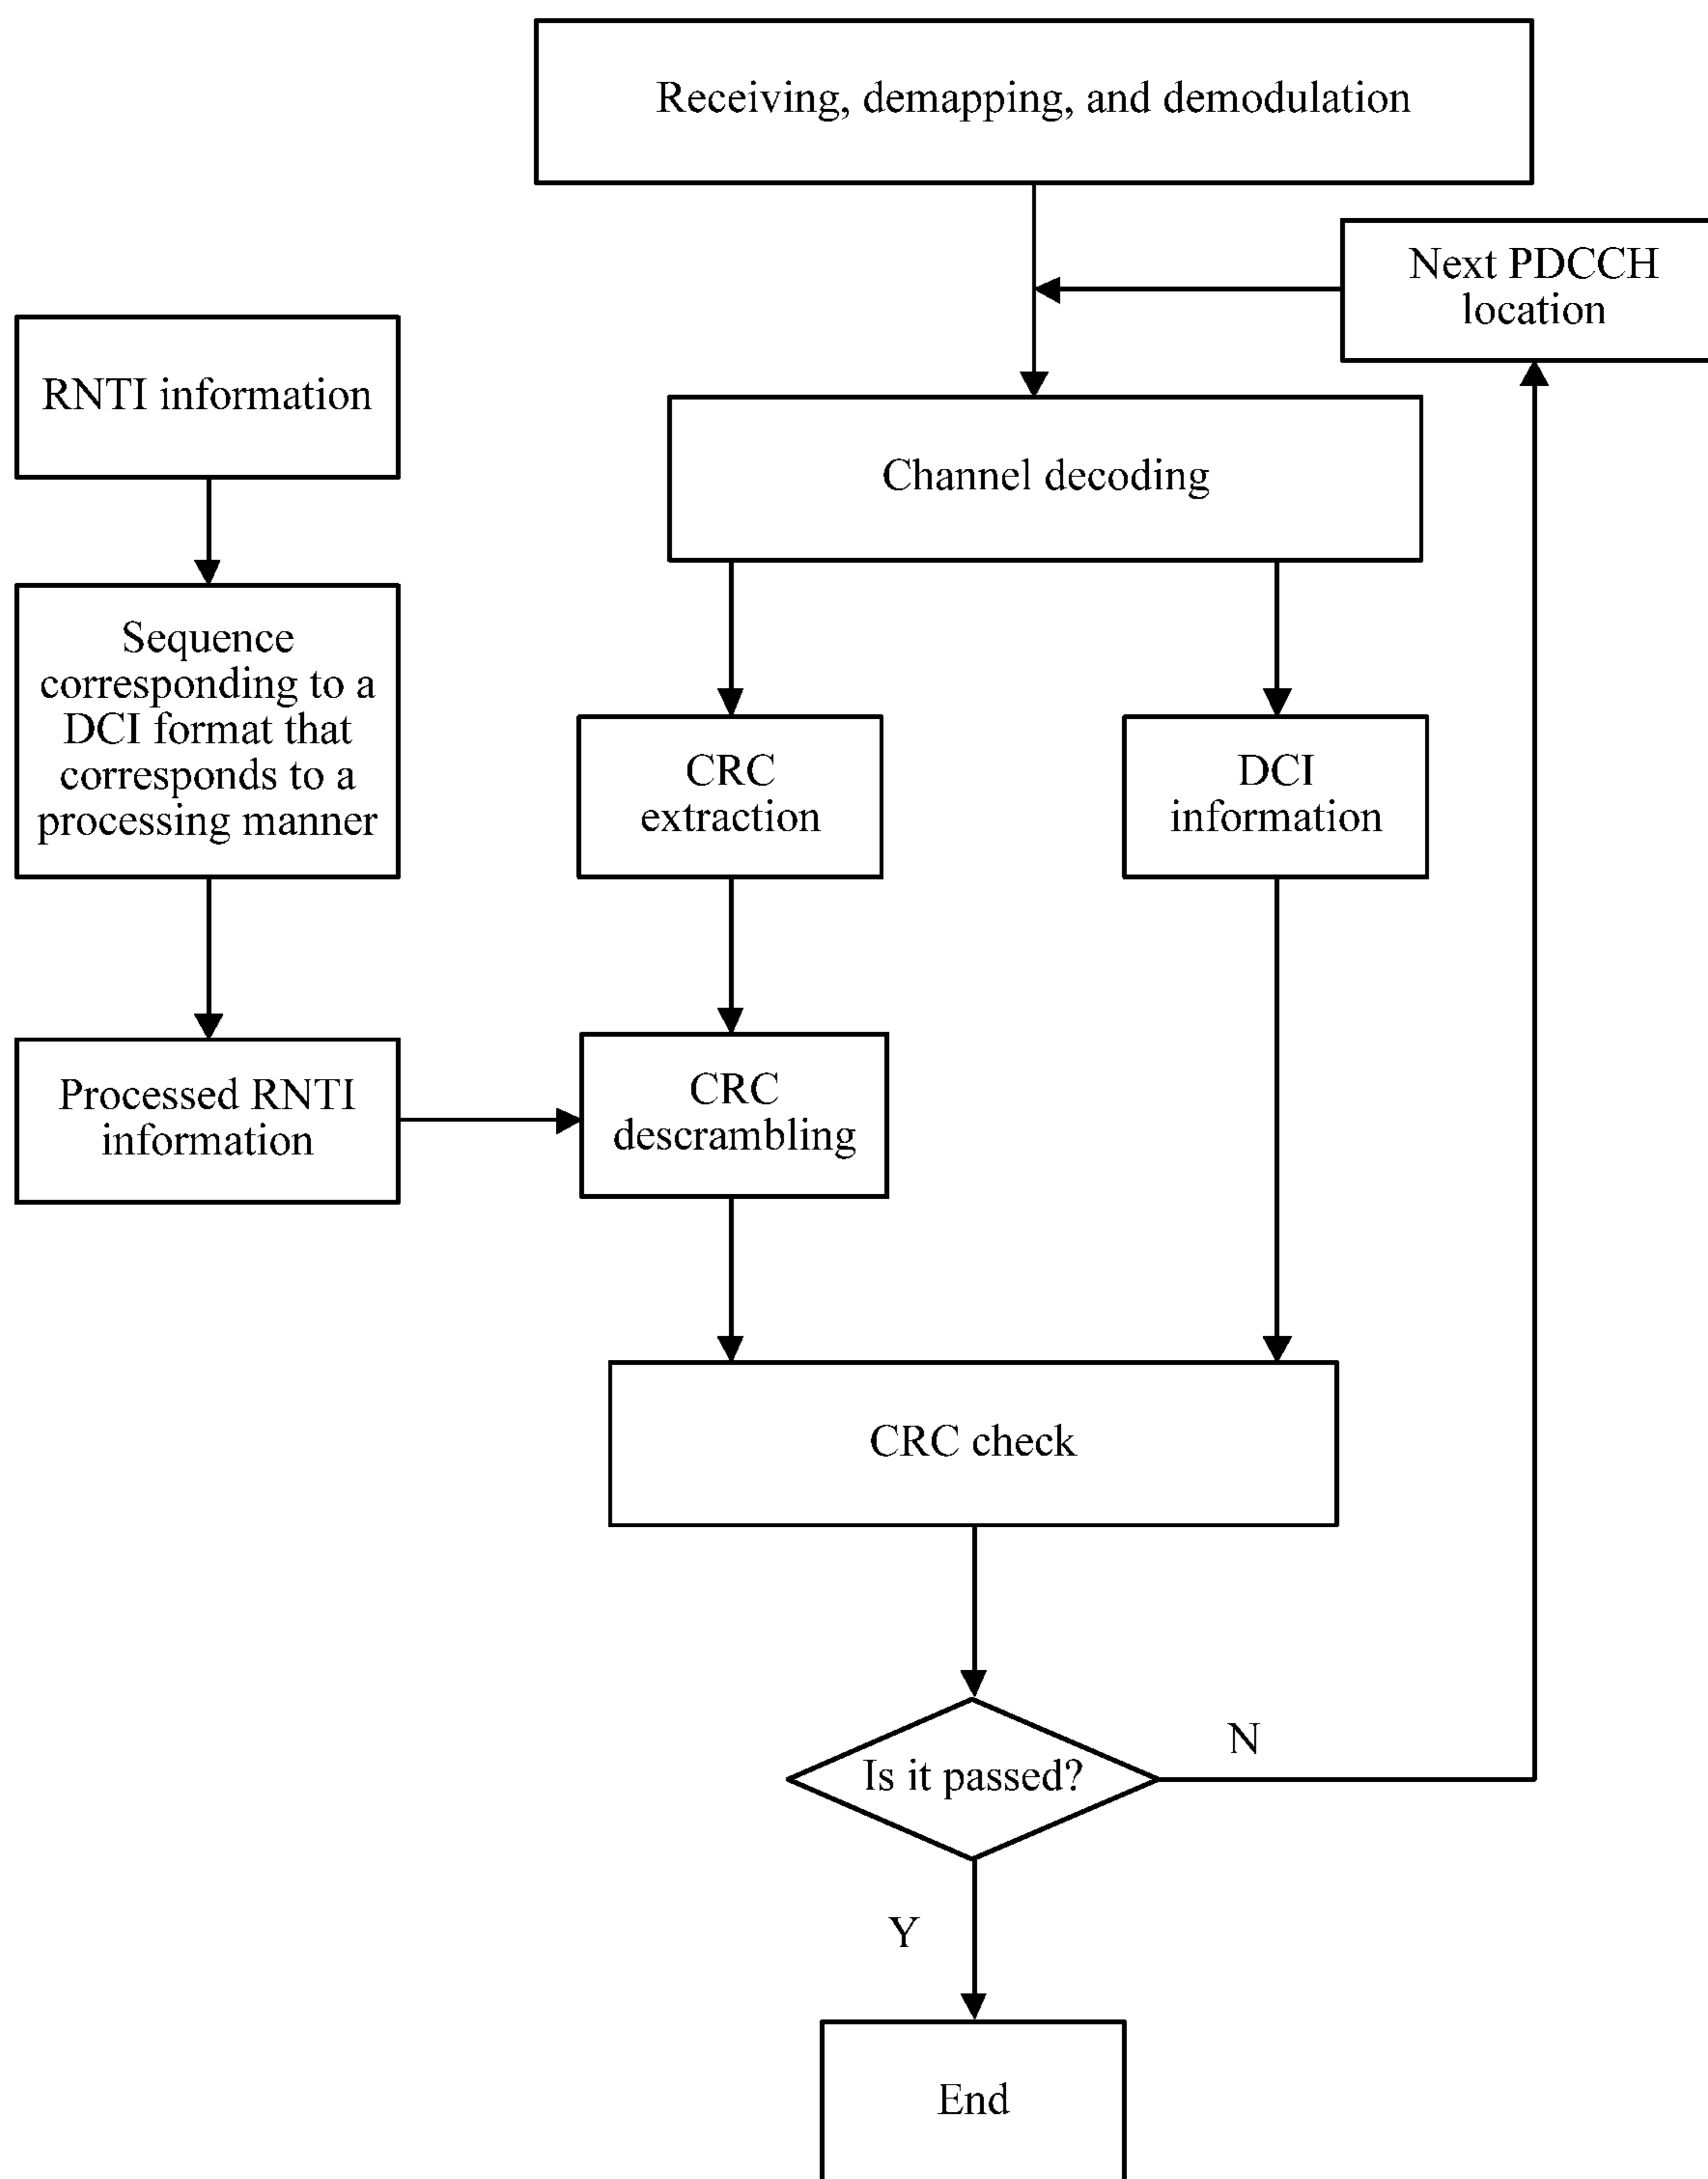 Receiving, demapping, and demodulation
Next PDCCH
location
RNTI information
Channel decoding
Sequence
corresponding to a
DCI format that
corresponds to a
processing manner
CRC
extraction
DCI
information
Processed RNTI
information
CRC
descrambling
CRC check
Is it passed?
N
Y
End